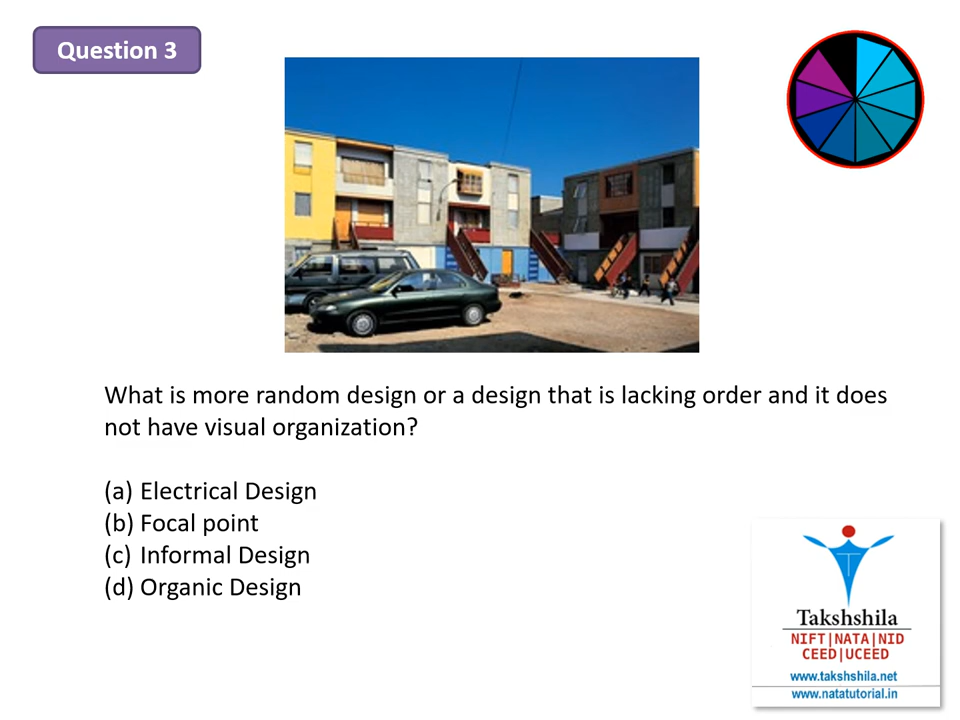 Question 3
What is more random design or a design that is lacking order and it does
not have visual organization?
(a) Electrical Design
(b) Focal point
(c) Informal Design
(d) Organic Design
Takshshila
NIFT|NATA|NID
CEED|UCEED
www.takshshila.net
www.natatutorial.in